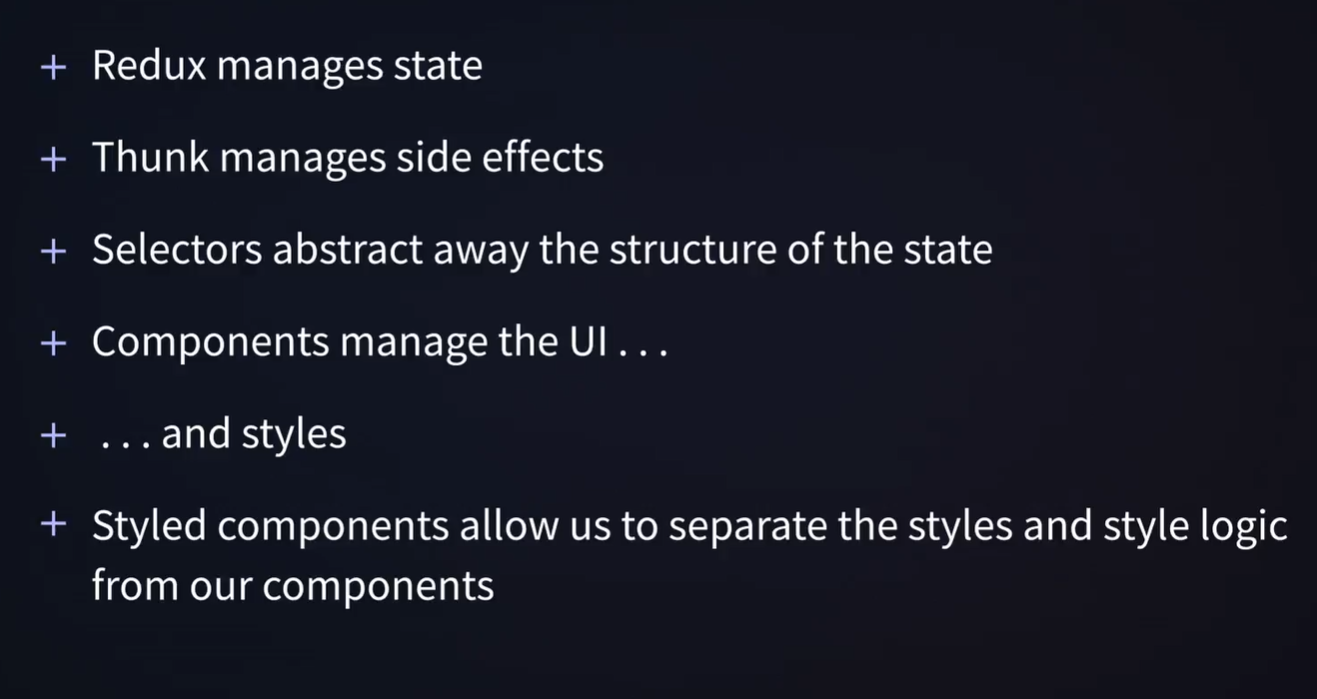 + Redux manages state
+ Thunk manages side effects
+ Selectors abstract away the structure of the state
+ Components manage the UI . . .
+ . . . and styles
+ Styled components allow us to separate the styles and style logic
from our components